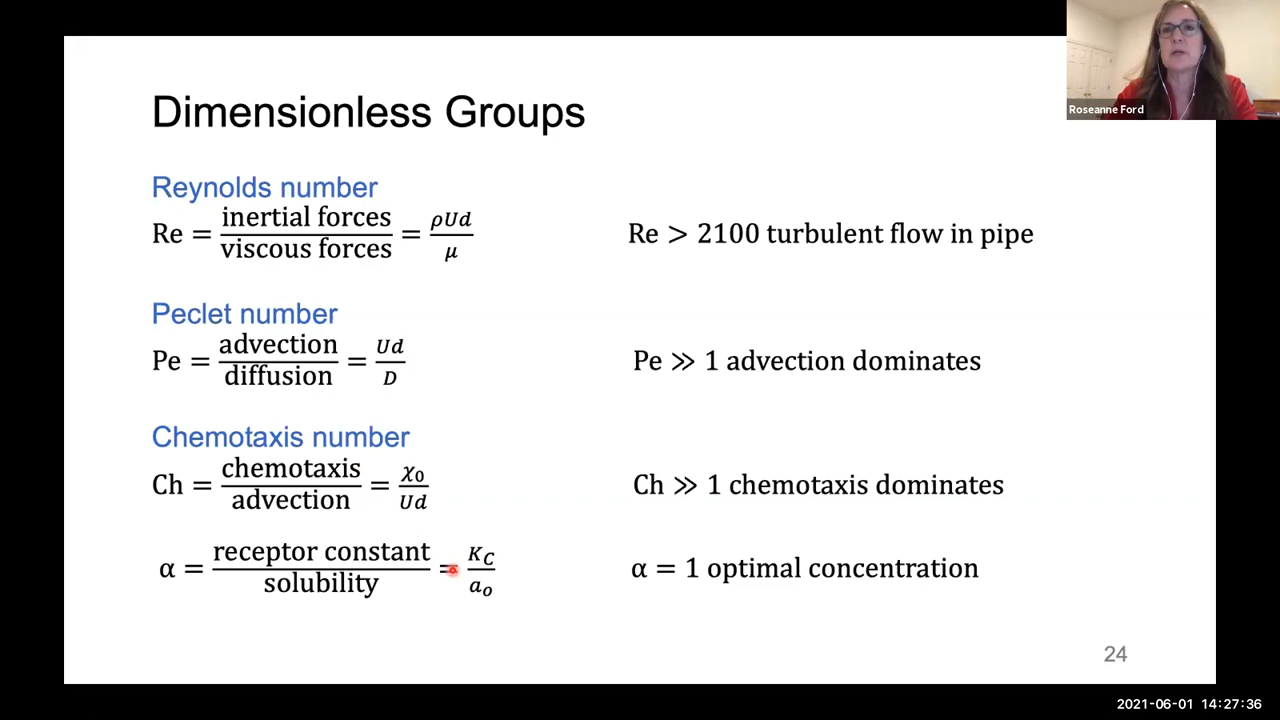 Roseanne Ford
Dimensionless Groups
Reynolds number
Re = inertial forces / viscous forces = ρUd / μ
Re > 2100 turbulent flow in pipe
Peclet number
Pe = advection / diffusion = Ud / D
Pe ≫ 1 advection dominates
Chemotaxis number
Ch = chemotaxis / advection = χ₀ / Ud
Ch ≫ 1 chemotaxis dominates
α = receptor constant / solubility = K_C / a_o
α = 1 optimal concentration
24
2021-06-01 14:27:36